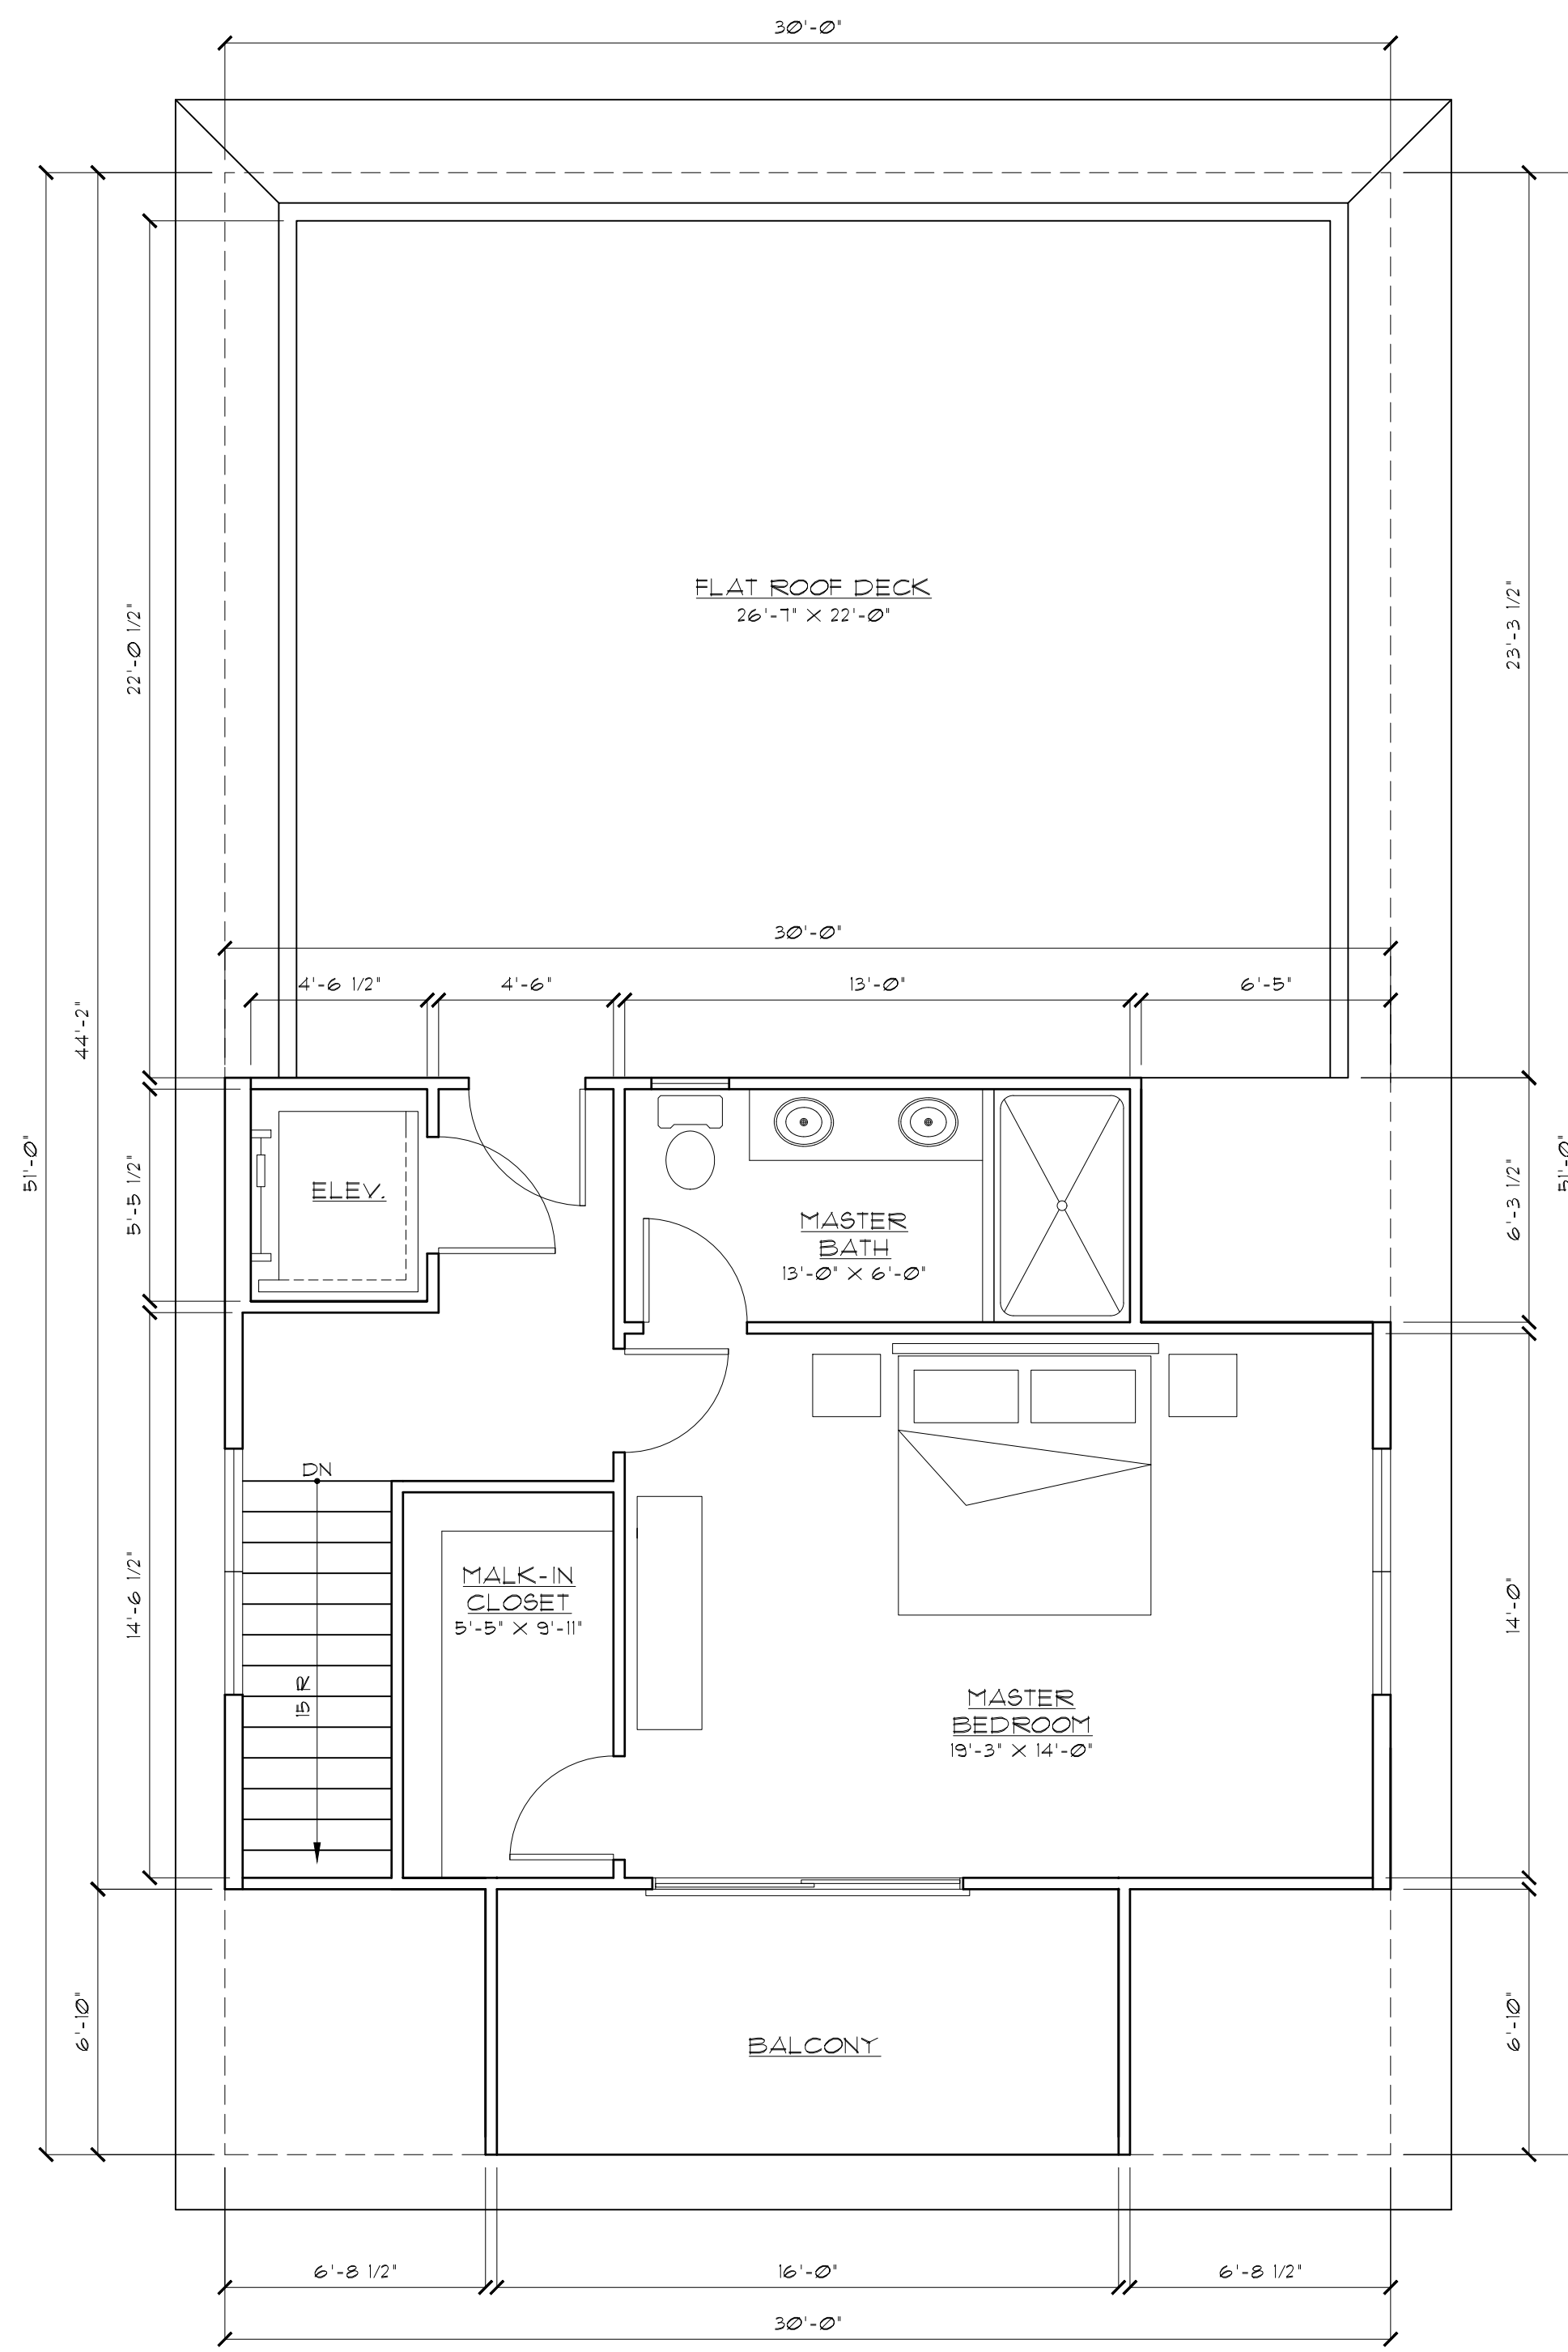 30'-0"
FLAT ROOF DECK
26'-7" X 22'-0"
22'-0 1/2"
23'-3 1/2"
30'-0"
4'-6 1/2"
4'-6"
13'-0"
6'-5"
44'-2"
51'-0"
51'-0"
5'-5 1/2"
6'-3 1/2"
ELEV.
MASTER
BATH
13'-0" X 6'-0"
DN
MALK-IN
CLOSET
5'-5" X 9'-11"
14'-6 1/2"
14'-0"
15 R
MASTER
BEDROOM
19'-3" X 14'-0"
6'-10"
6'-10"
BALCONY
6'-8 1/2"
16'-0"
6'-8 1/2"
30'-0"